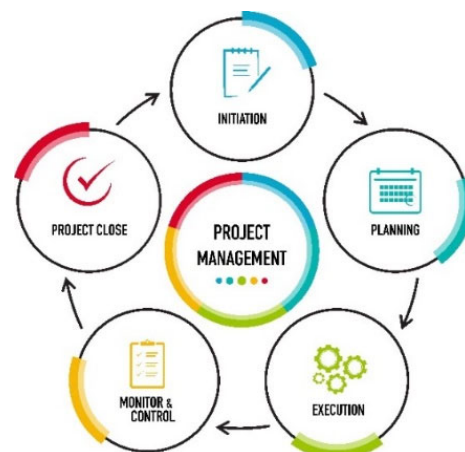 INITIATION
PLANNING
EXECUTION
MONITOR &
CONTROL
PROJECT CLOSE
PROJECT
MANAGEMENT